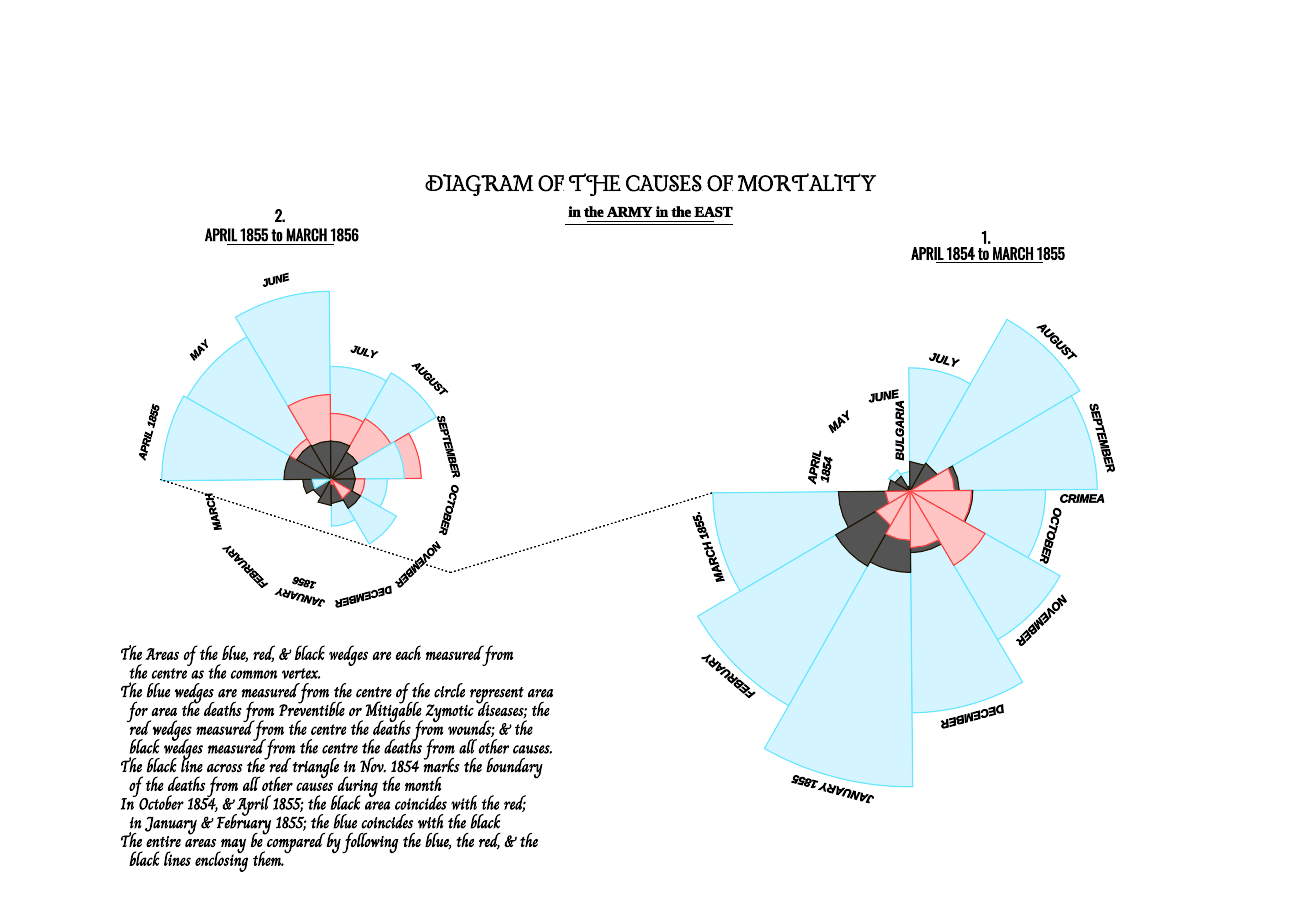 DIAGRAM OF THE CAUSES OF MORTALITY
in the ARMY in the EAST
2.
APRIL 1855 to MARCH 1856
1.
APRIL 1854 to MARCH 1855
JUNE
MAY
JULY
AUGUST
APRIL 1855
SEPTEMBER
OCTOBER
NOVEMBER
DECEMBER
JANUARY
1856
FEBRUARY
MARCH
AUGUST
JULY
JUNE
MAY
BULGARIA
APRIL
1854
SEPTEMBER
CRIMEA
OCTOBER
NOVEMBER
DECEMBER
JANUARY 1855
FEBRUARY
MARCH 1855.
The Areas of the blue, red, & black wedges are each measured from
the centre as the common vertex.
The blue wedges are measured from the centre of the circle represent area
for area the deaths from Preventible or Mitigable Zymotic diseases; the
red wedges measured from the centre the deaths from wounds; & the
black wedges measured from the centre the deaths from all other causes.
The black line across the red triangle in Nov. 1854 marks the boundary
of the deaths from all other causes during the month
In October 1854, & April 1855; the black area coincides with the red;
in January & February 1855; the blue coincides with the black
The entire areas may be compared by following the blue, the red, & the
black lines enclosing them.